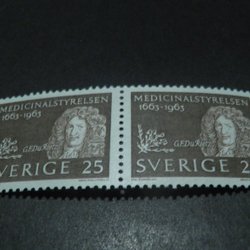 MEDICINALSTYRELSEN
1663-1963
G.F.Du Rietz
SVERIGE 25
MEDICINALSTYRELSEN
1663-1963
G.F.Du Rietz
SVERIGE 2